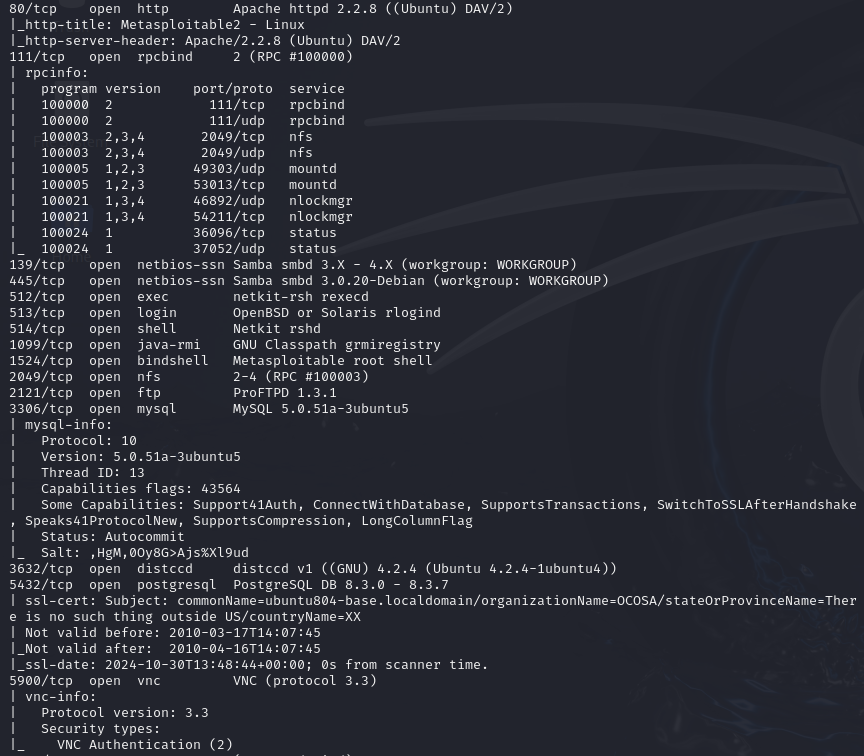 80/tcp   open  http        Apache httpd 2.2.8 ((Ubuntu) DAV/2)
|_http-title: Metasploitable2 - Linux
|_http-server-header: Apache/2.2.8 (Ubuntu) DAV/2
111/tcp  open  rpcbind     2 (RPC #100000)
| rpcinfo:
|   program version    port/proto  service
|   100000  2            111/tcp   rpcbind
|   100000  2            111/udp   rpcbind
|   100003  2,3,4       2049/tcp   nfs
|   100003  2,3,4       2049/udp   nfs
|   100005  1,2,3      49303/udp   mountd
|   100005  1,2,3      53013/tcp   mountd
|   100021  1,3,4      46892/udp   nlockmgr
|   100021  1,3,4      54211/tcp   nlockmgr
|   100024  1          36096/tcp   status
|_  100024  1          37052/udp   status
139/tcp  open  netbios-ssn Samba smbd 3.X - 4.X (workgroup: WORKGROUP)
445/tcp  open  netbios-ssn Samba smbd 3.0.20-Debian (workgroup: WORKGROUP)
512/tcp  open  exec        netkit-rsh rexecd
513/tcp  open  login       OpenBSD or Solaris rlogind
514/tcp  open  shell       Netkit rshd
1099/tcp open  java-rmi    GNU Classpath grmiregistry
1524/tcp open  bindshell   Metasploitable root shell
2049/tcp open  nfs         2-4 (RPC #100003)
2121/tcp open  ftp         ProFTPD 1.3.1
3306/tcp open  mysql       MySQL 5.0.51a-3ubuntu5
| mysql-info:
|   Protocol: 10
|   Version: 5.0.51a-3ubuntu5
|   Thread ID: 13
|   Capabilities flags: 43564
|   Some Capabilities: Support41Auth, ConnectWithDatabase, SupportsTransactions, SwitchToSSLAfterHandshake
, Speaks41ProtocolNew, SupportsCompression, LongColumnFlag
|   Status: Autocommit
|_  Salt: ,HgM,0Oy8G>Ajs%Xl9ud
3632/tcp open  distccd     distccd v1 ((GNU) 4.2.4 (Ubuntu 4.2.4-1ubuntu4))
5432/tcp open  postgresql  PostgreSQL DB 8.3.0 - 8.3.7
| ssl-cert: Subject: commonName=ubuntu804-base.localdomain/organizationName=OCOSA/stateOrProvinceName=Ther
e is no such thing outside US/countryName=XX
| Not valid before: 2010-03-17T14:07:45
|_Not valid after:  2010-04-16T14:07:45
|_ssl-date: 2024-10-30T13:48:44+00:00; 0s from scanner time.
5900/tcp open  vnc         VNC (protocol 3.3)
| vnc-info:
|   Protocol version: 3.3
|   Security types:
|_    VNC Authentication (2)